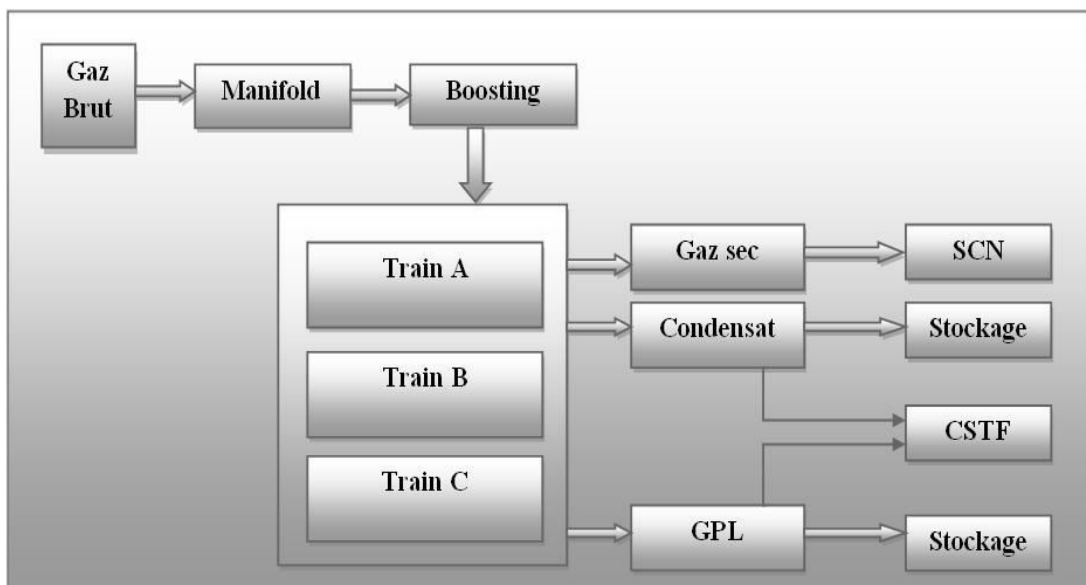 Gaz
Brut
Manifold
Boosting
Train A
Train B
Train C
Gaz sec
SCN
Condensat
Stockage
CSTF
GPL
Stockage